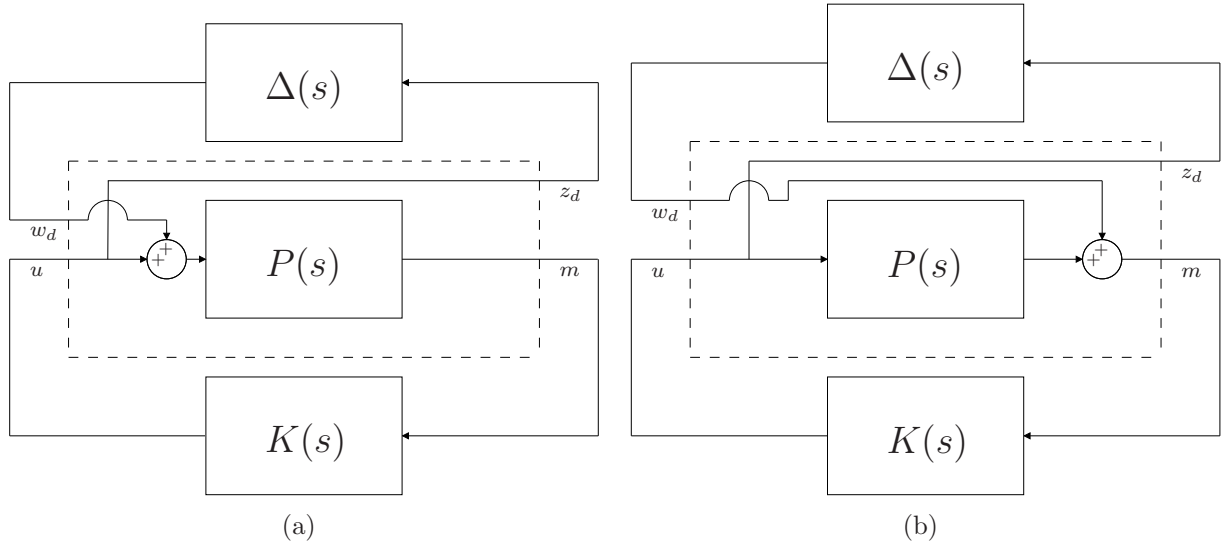 Δ(s)
z_d
w_d
+
+
u
P(s)
m
K(s)
(a)
Δ(s)
z_d
w_d
+
+
u
P(s)
m
K(s)
(b)